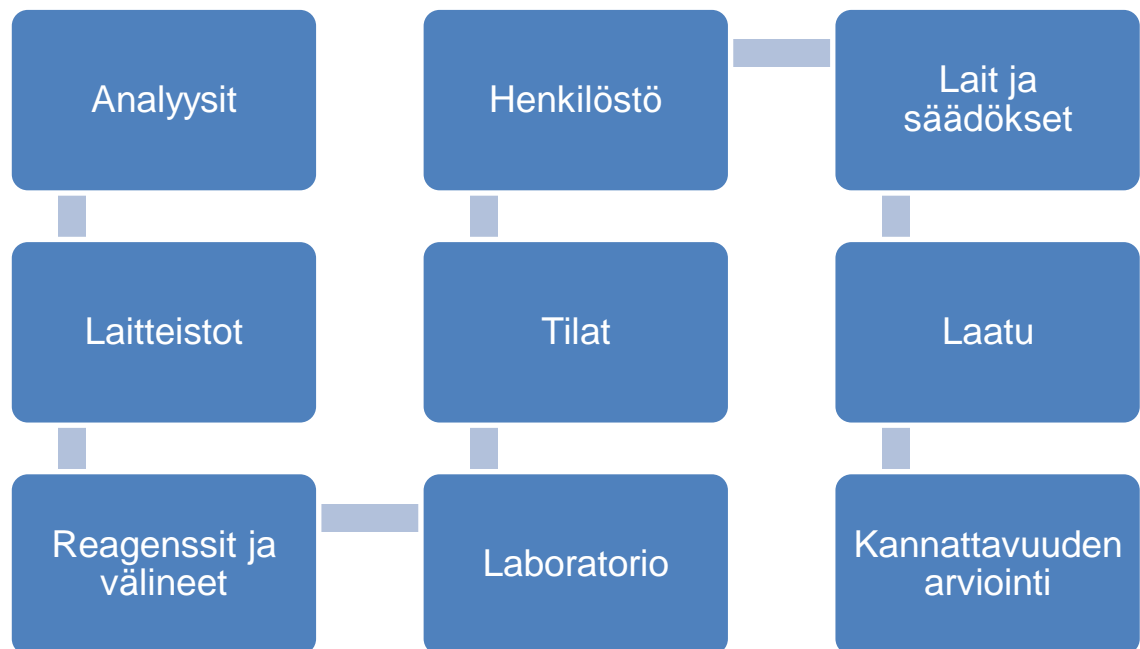 Analyysit
Laitteistot
Reagenssit ja
välineet
Laboratorio
Tilat
Henkilöstö
Lait ja
säädökset
Laatu
Kannattavuuden
arviointi